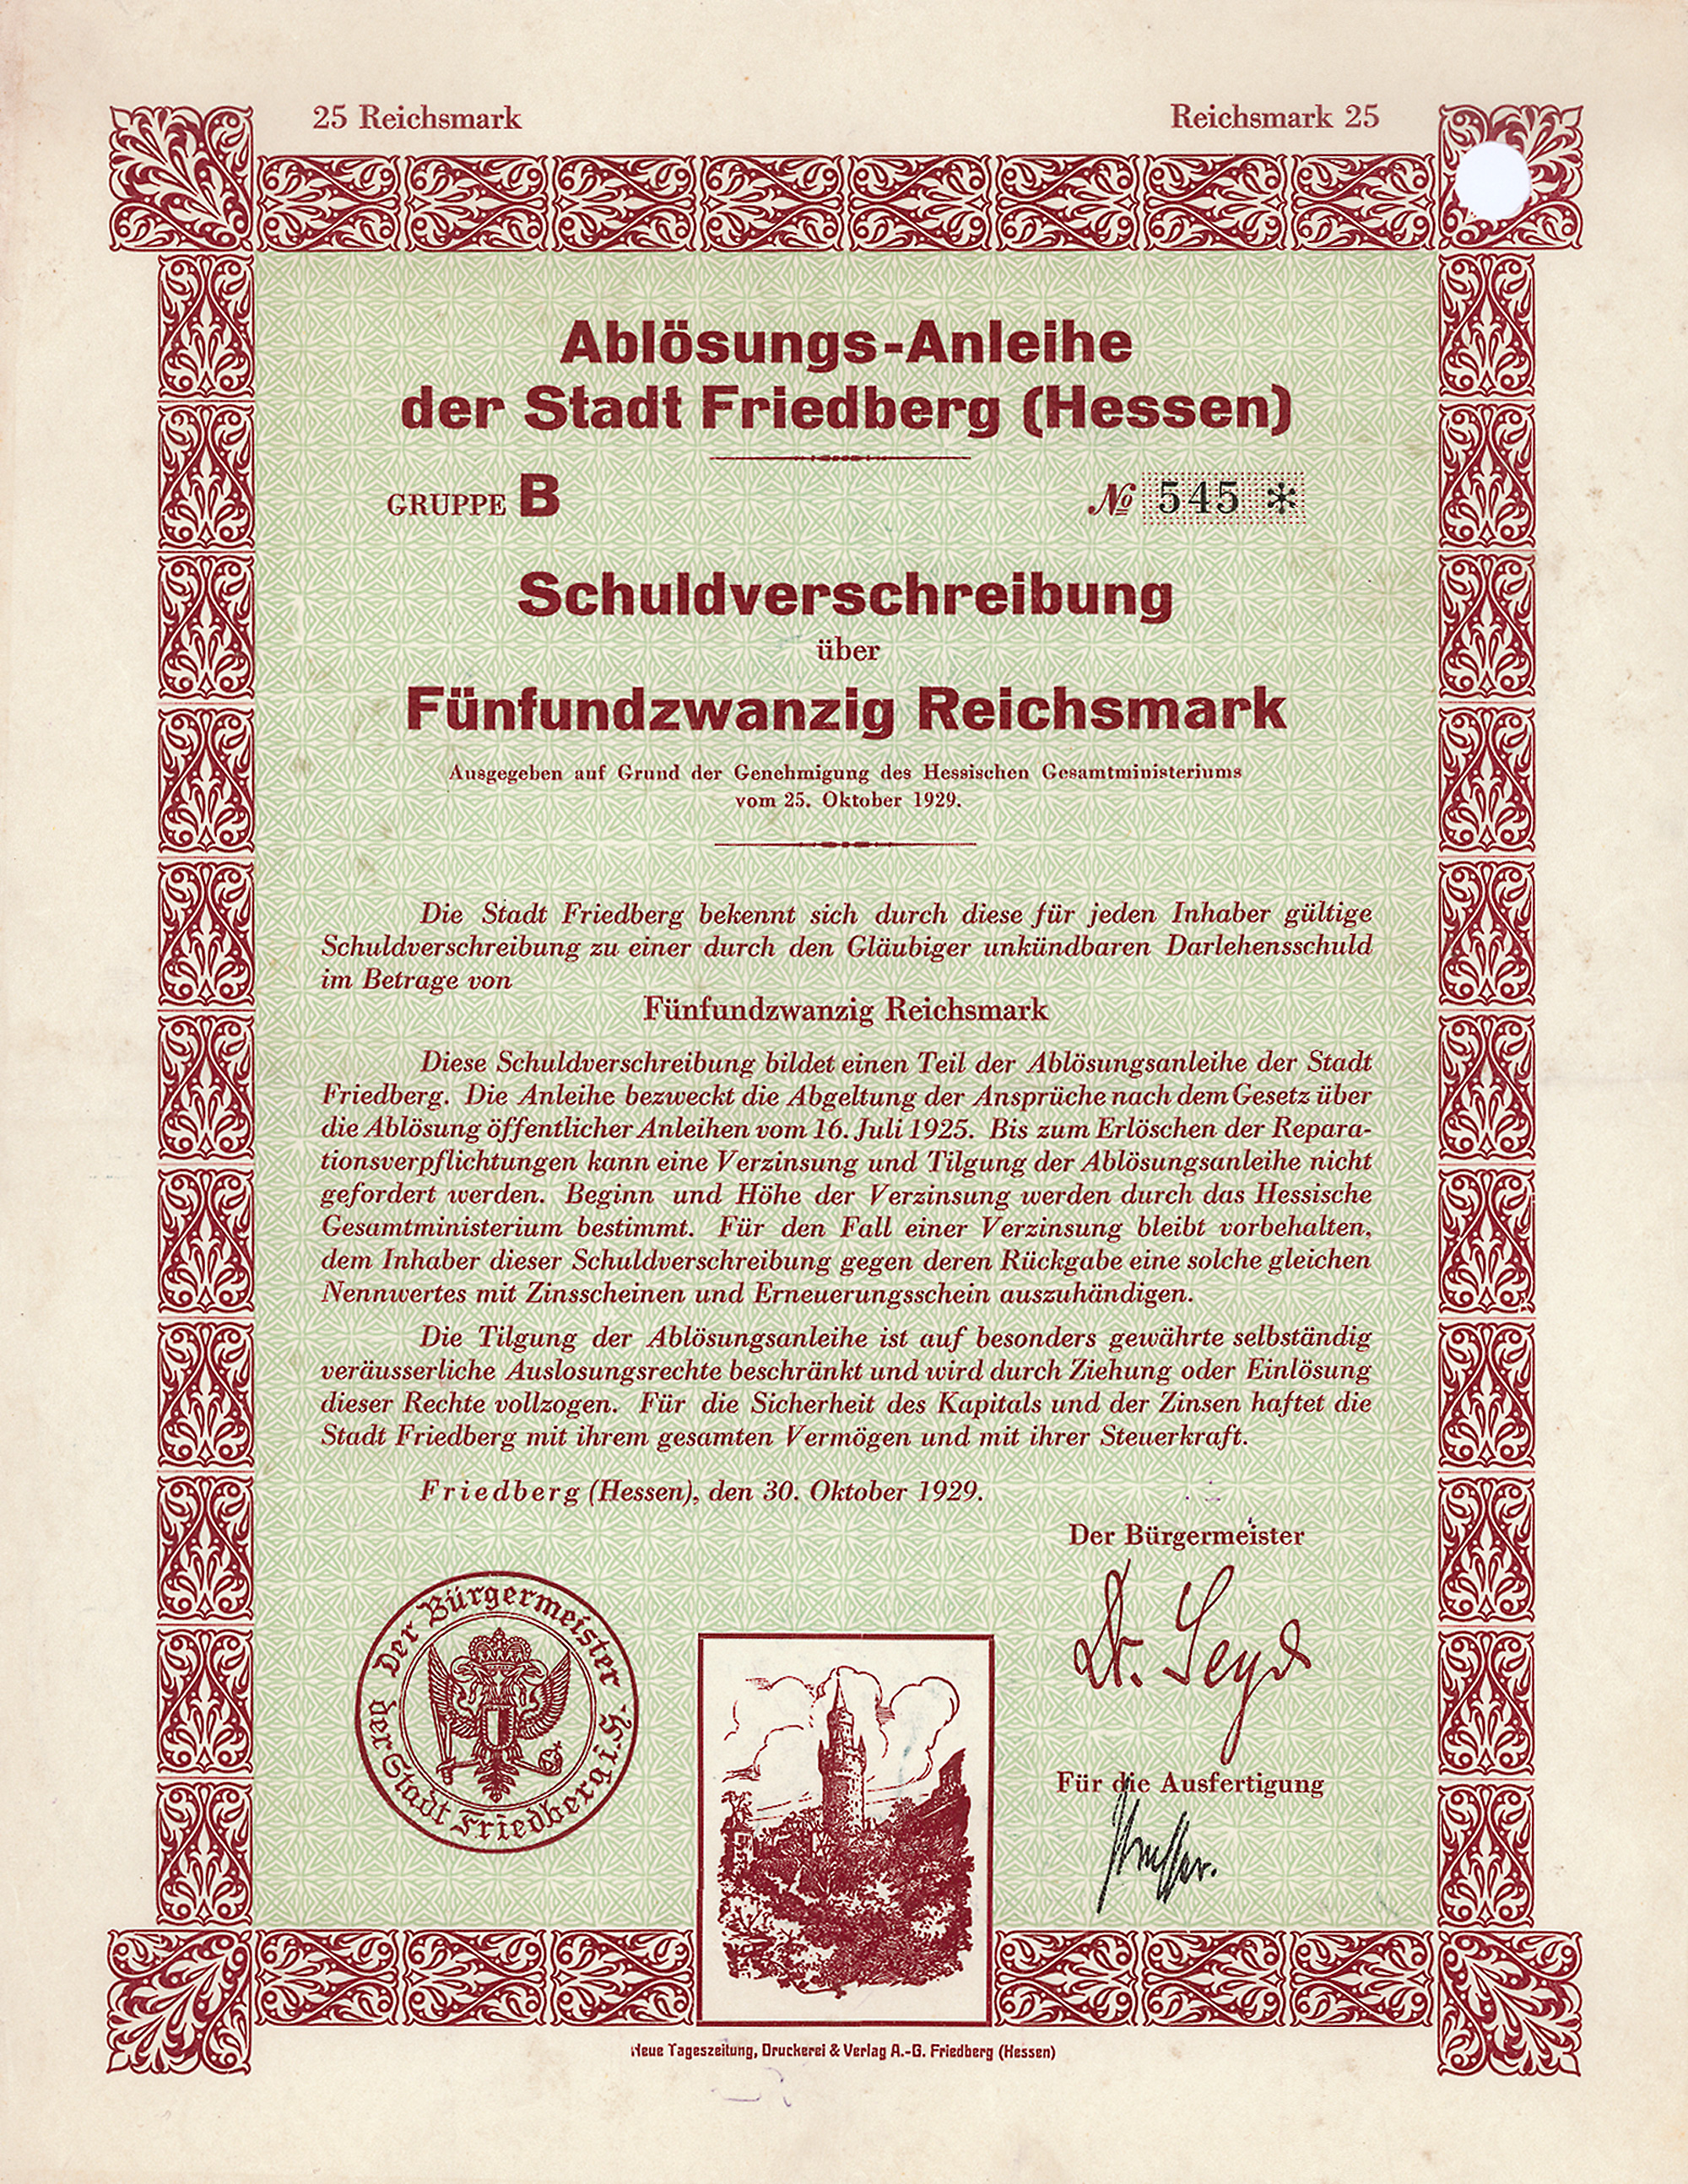 25 Reichsmark
Reichsmark 25
Ablösungs-Anleihe
der Stadt Friedberg (Hessen)
GRUPPE B
№ 545 *
Schuldverschreibung
über
Fünfundzwanzig Reichsmark
Ausgegeben auf Grund der Genehmigung des Hessischen Gesamtministeriums
vom 25. Oktober 1929.
Die Stadt Friedberg bekennt sich durch diese für jeden Inhaber gültige
Schuldverschreibung zu einer durch den Gläubiger unkündbaren Darlehensschuld
im Betrage von
Fünfundzwanzig Reichsmark
Diese Schuldverschreibung bildet einen Teil der Ablösungsanleihe der Stadt
Friedberg. Die Anleihe bezweckt die Abgeltung der Ansprüche nach dem Gesetz über
die Ablösung öffentlicher Anleihen vom 16. Juli 1925. Bis zum Erlöschen der Repara-
tionsverpflichtungen kann eine Verzinsung und Tilgung der Ablösungsanleihe nicht
gefordert werden. Beginn und Höhe der Verzinsung werden durch das Hessische
Gesamtministerium bestimmt. Für den Fall einer Verzinsung bleibt vorbehalten,
dem Inhaber dieser Schuldverschreibung gegen deren Rückgabe eine solche gleichen
Nennwertes mit Zinsscheinen und Erneuerungsschein auszuhändigen.
Die Tilgung der Ablösungsanleihe ist auf besonders gewährte selbständig
veräusserliche Auslosungsrechte beschränkt und wird durch Ziehung oder Einlösung
dieser Rechte vollzogen. Für die Sicherheit des Kapitals und der Zinsen haftet die
Stadt Friedberg mit ihrem gesamten Vermögen und mit ihrer Steuerkraft.
Friedberg (Hessen), den 30. Oktober 1929.
Der Bürgermeister
Dr. Seyd
Der Bürgermeister
der Stadt Friedberg i. H.
Für die Ausfertigung
Neue Tageszeitung, Druckerei & Verlag A.-G. Friedberg (Hessen)